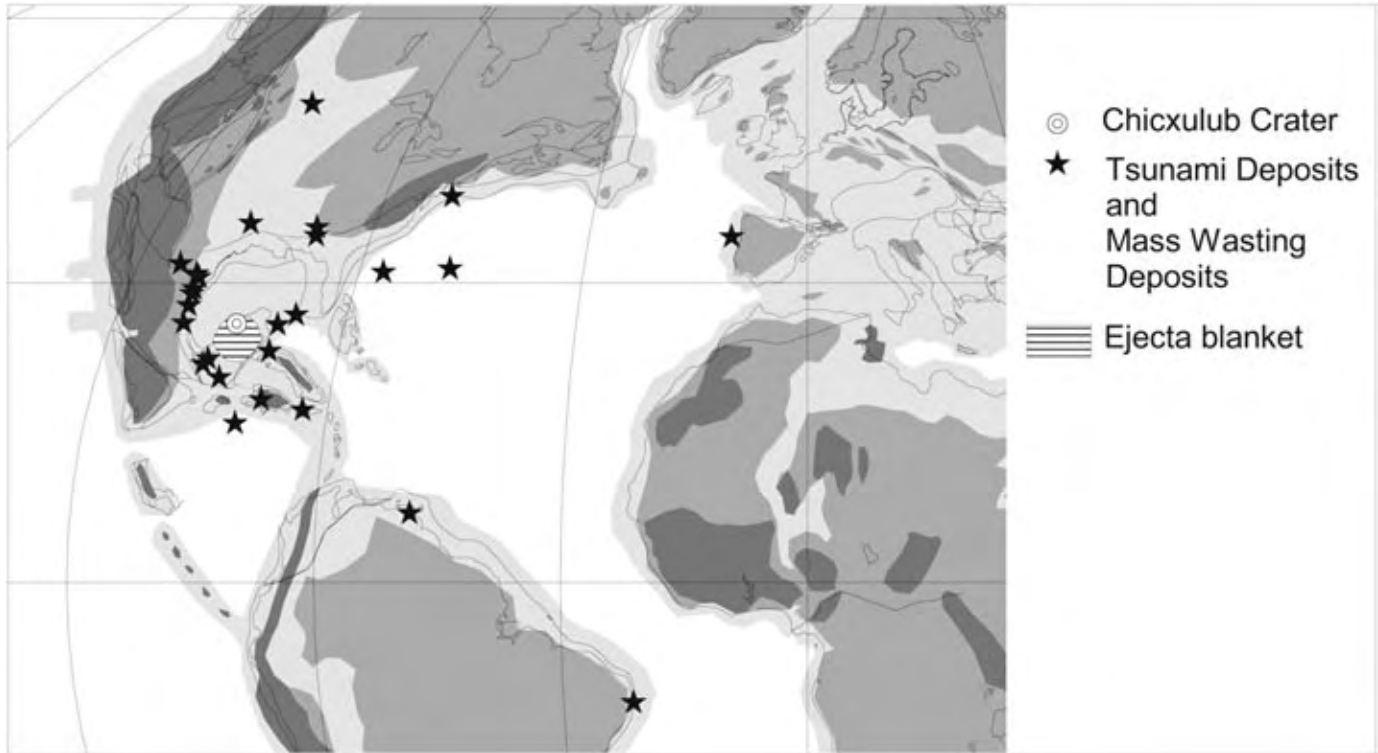 Chicxulub Crater
Tsunami Deposits
and
Mass Wasting
Deposits
Ejecta blanket